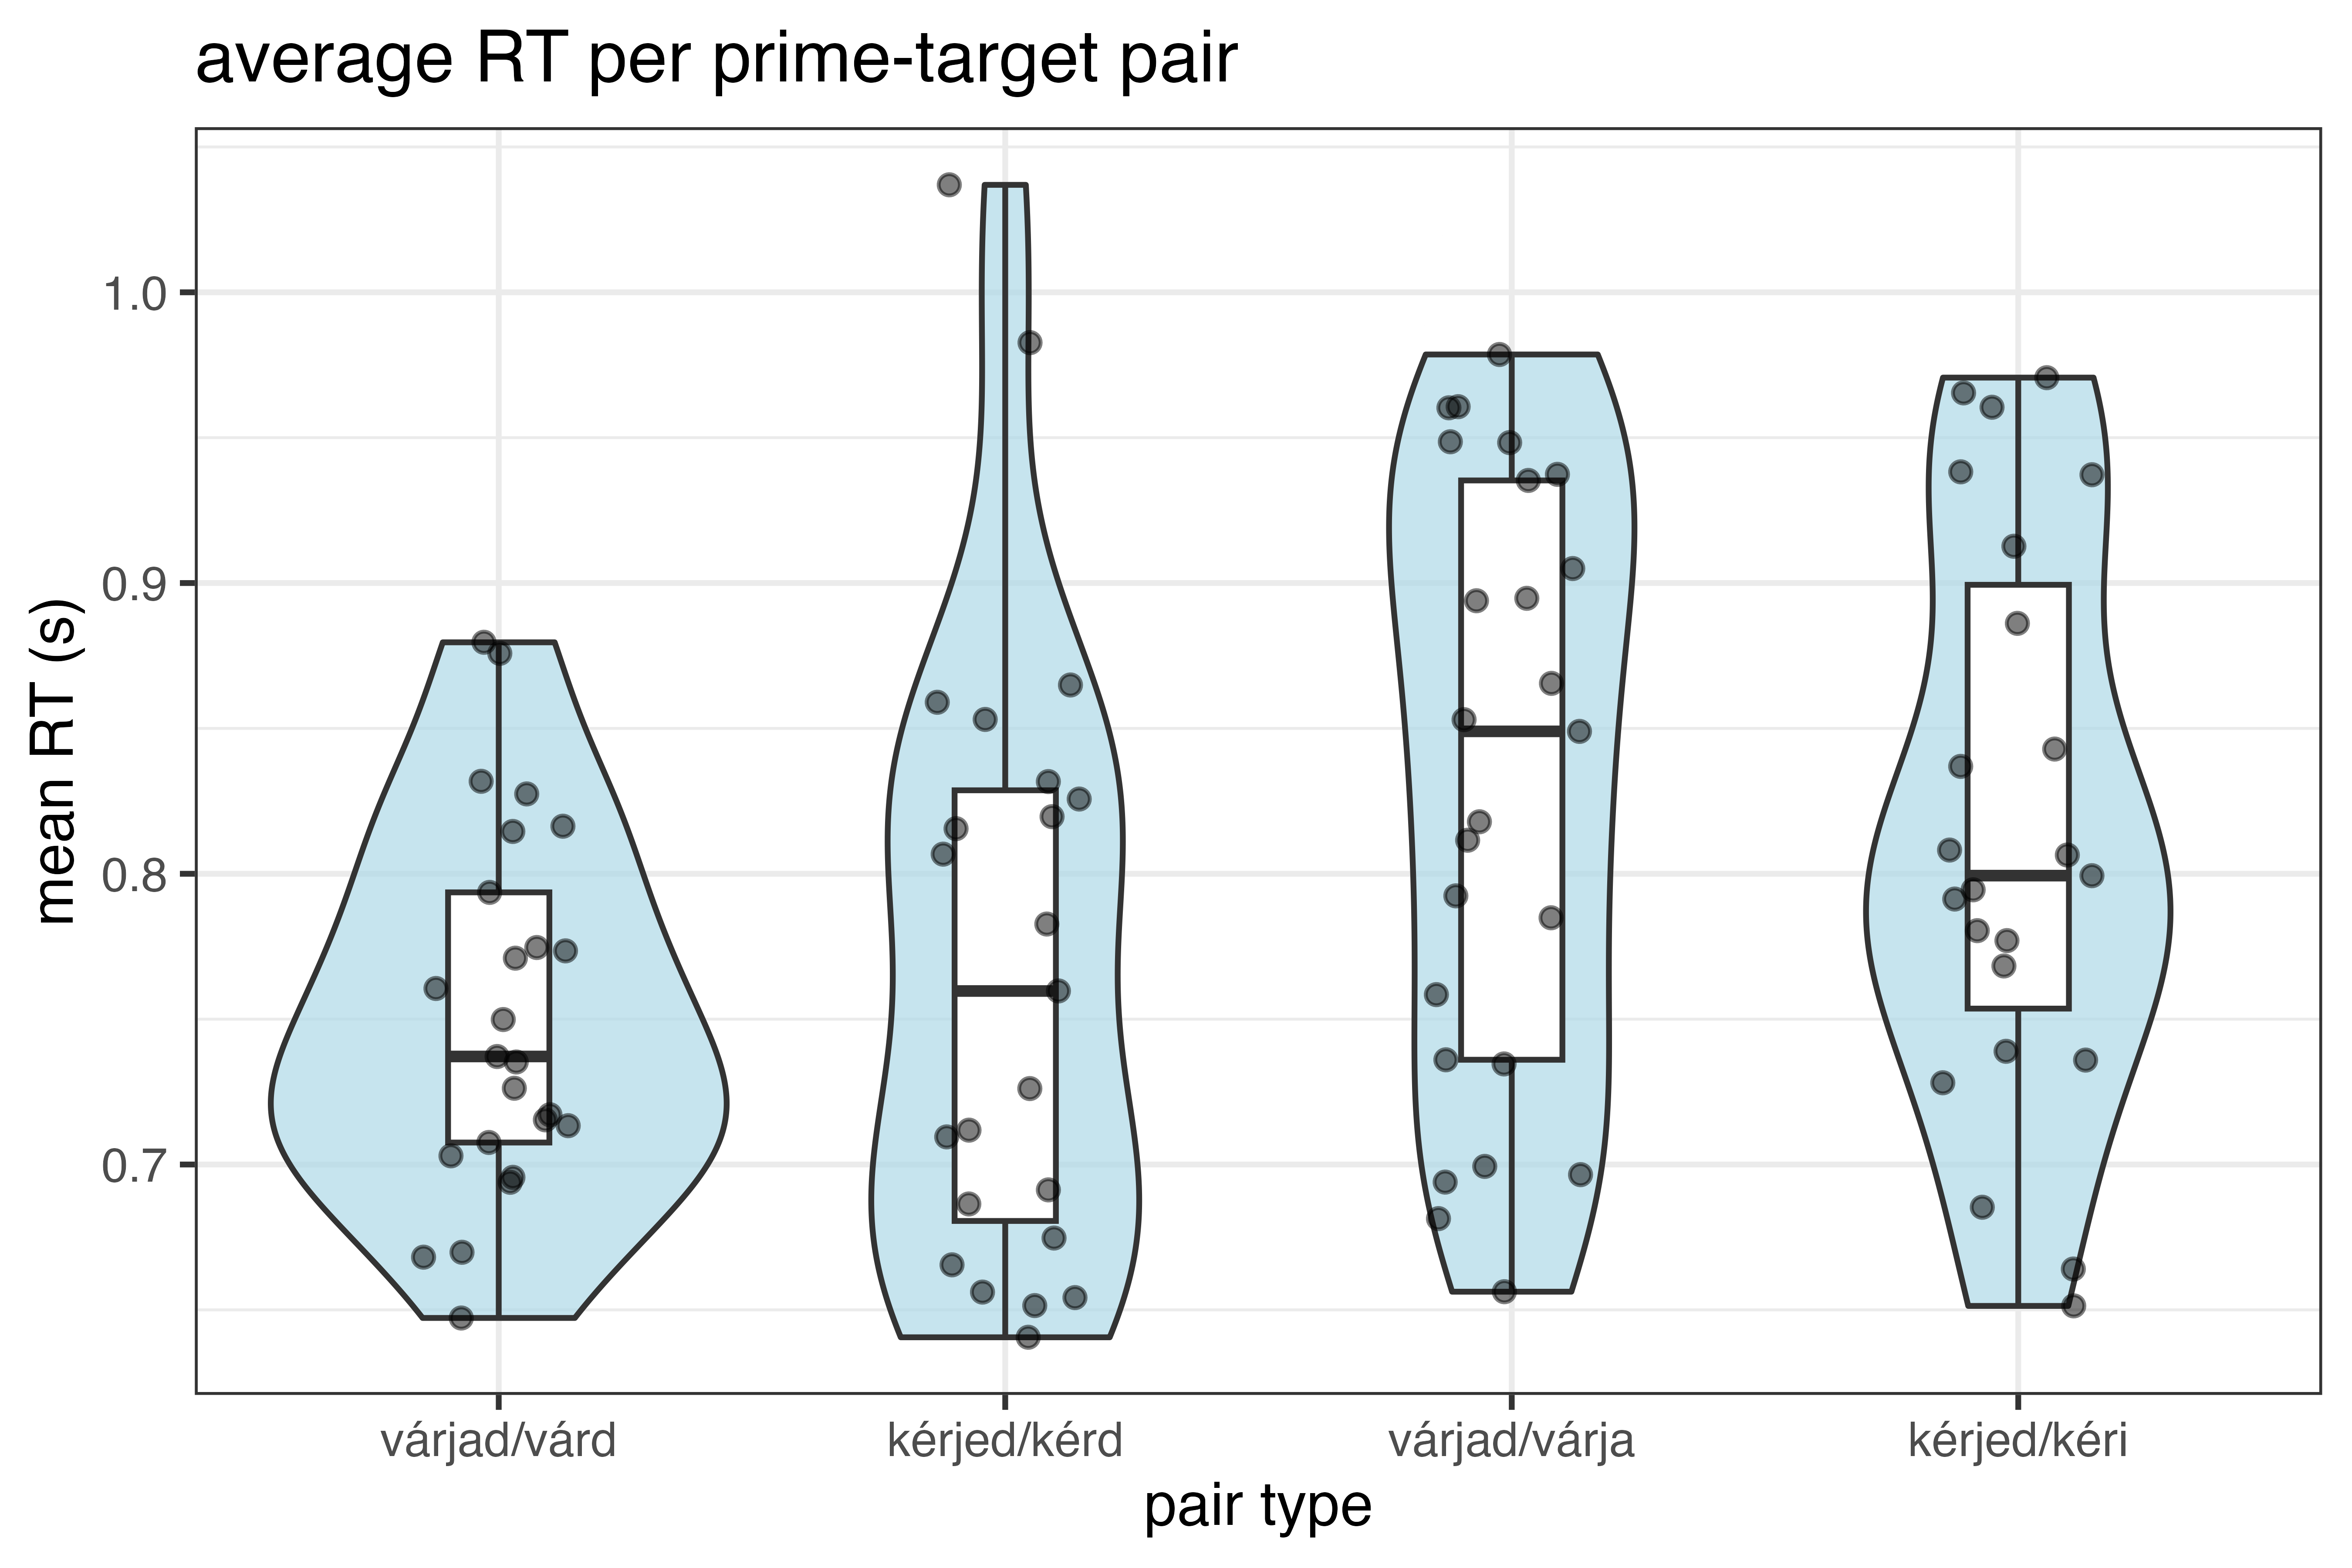 average RT per prime-target pair
mean RT (s)
1.0
0.9
0.8
0.7
várjad/várd
kérjed/kérd
várjad/várja
kérjed/kéri
pair type